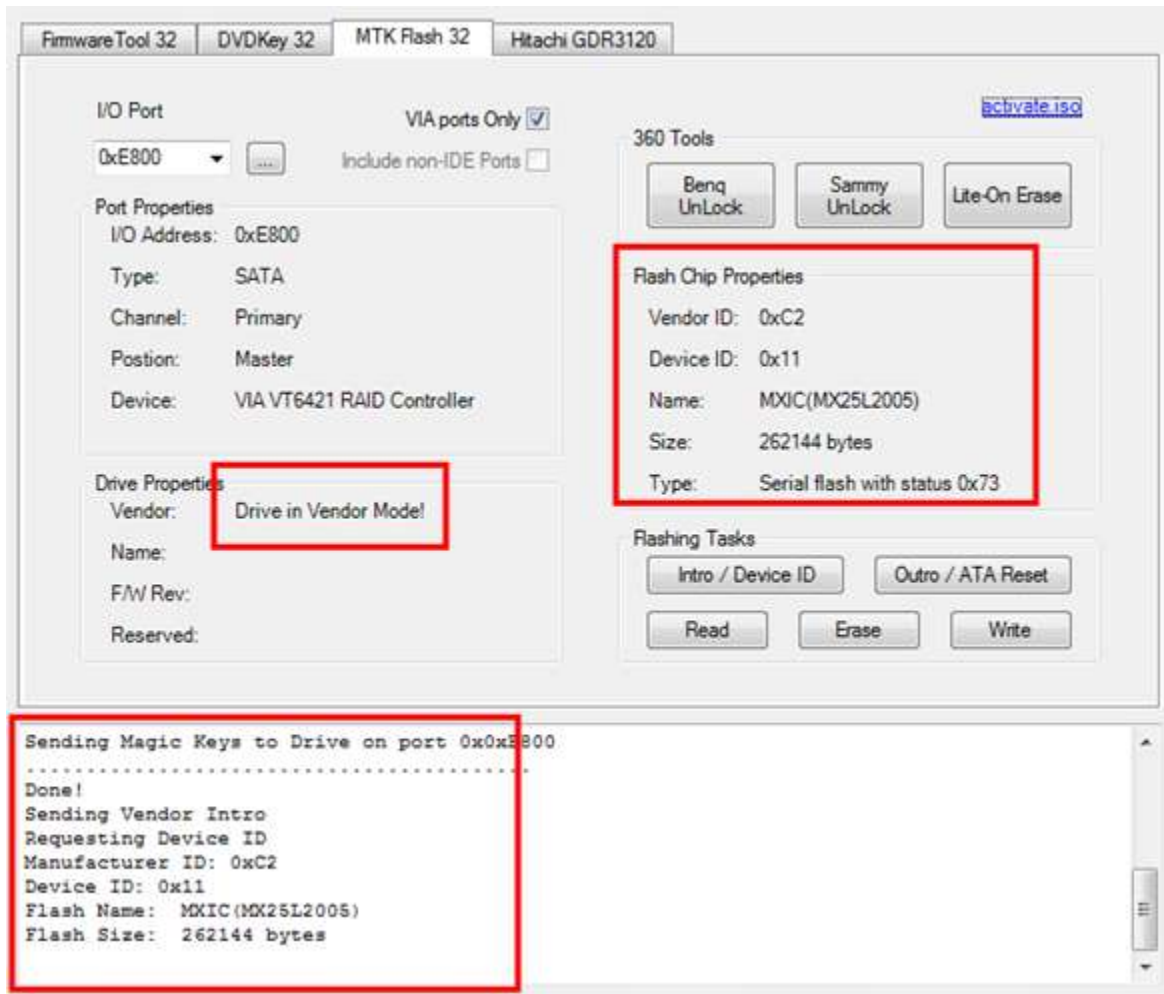 FirmwareTool 32
DVDKey 32
MTK Flash 32
Hitachi GDR3120
I/O Port
VIA ports Only
0xE800
...
Include non-IDE Ports
Port Properties
I/O Address: 0xE800
Type: SATA
Channel: Primary
Postion: Master
Device: VIA VT6421 RAID Controller
Drive Properties
Vendor: Drive in Vendor Mode!
Name:
F/W Rev:
Reserved:
activate.iso
360 Tools
Benq
UnLock
Sammy
UnLock
Lite-On Erase
Flash Chip Properties
Vendor ID: 0xC2
Device ID: 0x11
Name: MXIC(MX25L2005)
Size: 262144 bytes
Type: Serial flash with status 0x73
Flashing Tasks
Intro / Device ID
Outro / ATA Reset
Read
Erase
Write
Sending Magic Keys to Drive on port 0x0xE800
..........................................
Done!
Sending Vendor Intro
Requesting Device ID
Manufacturer ID: 0xC2
Device ID: 0x11
Flash Name: MXIC(MX25L2005)
Flash Size: 262144 bytes